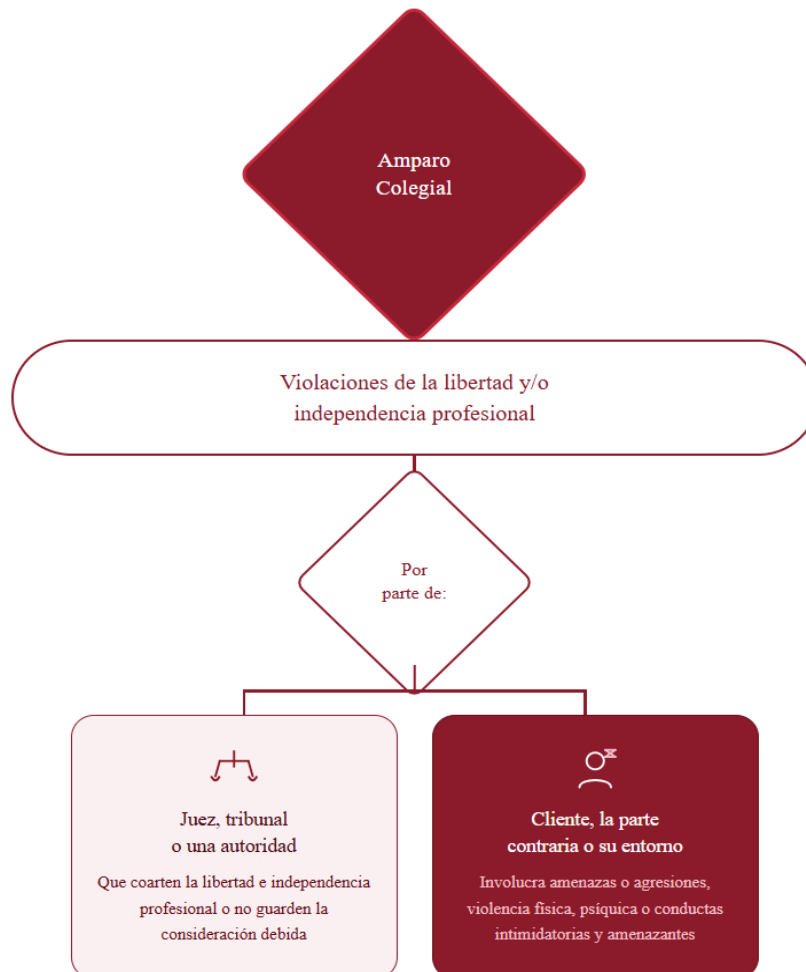 Amparo
Colegial
Violaciones de la libertad y/o
independencia profesional
Por
parte de:
Juez, tribunal
o una autoridad
Que coarten la libertad e independencia
profesional o no guarden la
consideración debida
Cliente, la parte
contraria o su entorno
Involucra amenazas o agresiones,
violencia física, psíquica o conductas
intimidatorias y amenazantes